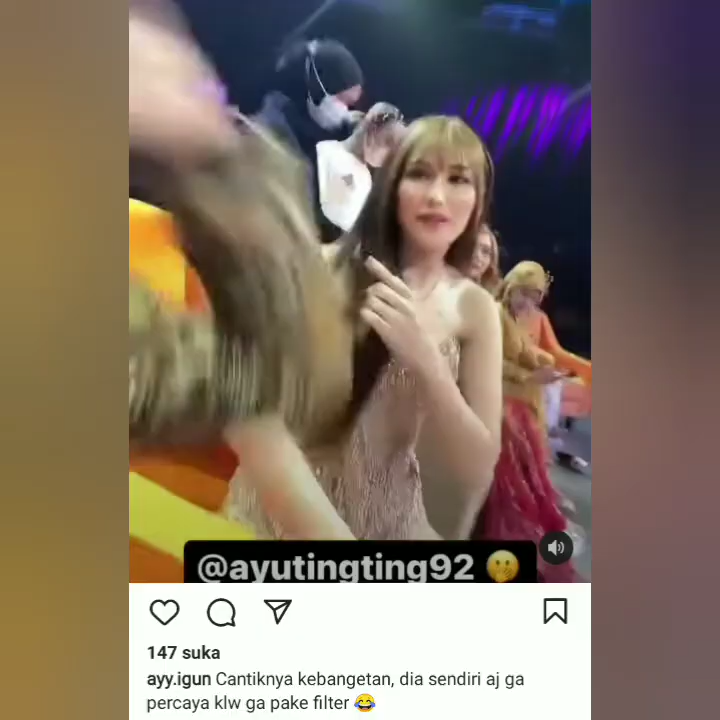 @ayutingting92 🤭
147 suka
ayy.igun Cantiknya kebangetan, dia sendiri aj ga
percaya klw ga pake filter 😂